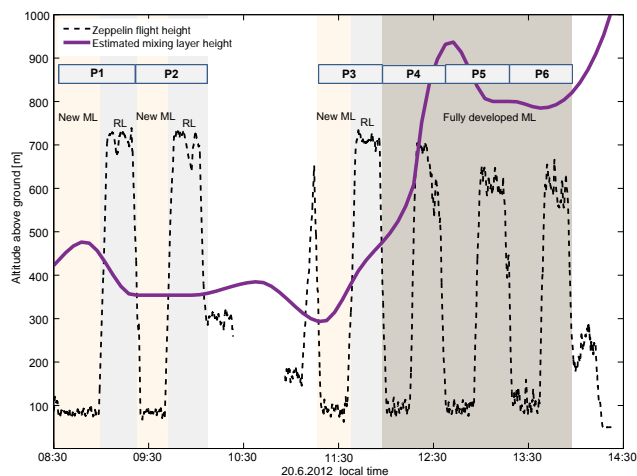 1000
900
800
700
600
500
400
300
200
100
Altitude above ground [m]
Zeppelin flight height
Estimated mixing layer height
P1 P2 P3 P4 P5 P6
New ML RL New ML RL New ML RL Fully developed ML
08:30 09:30 10:30 11:30 12:30 13:30 14:30
20.6.2012 local time